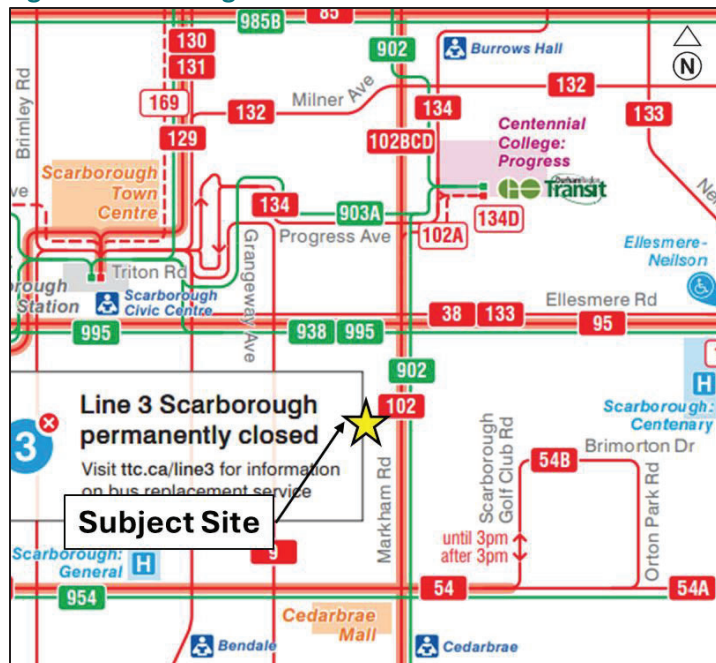 985B
85
130
131
902
Burrows Hall
N
Brimley Rd
169
132
Milner Ave
134
132
133
129
102BCD
Centennial
College:
Progress
Scarborough
Town
Centre
GO
Transit
134
903A
102A
134D
Progress Ave
Grangeway Ave
Ellesmere-
Neilson
Triton Rd
Station
Scarborough
Civic Centre
Ellesmere Rd
38
133
95
995
938
995
902
H
Scarborough:
Centenary
3
Line 3 Scarborough
permanently closed
Visit ttc.ca/line3 for information
on bus replacement service
102
Subject Site
Markham Rd
Scarborough
Golf Club Rd
54B
Brimorton Dr
Orton Park Rd
until 3pm
after 3pm
Scarborough:
General
H
9
954
54
54A
Cedarbrae
Mall
Bendale
Cedarbrae